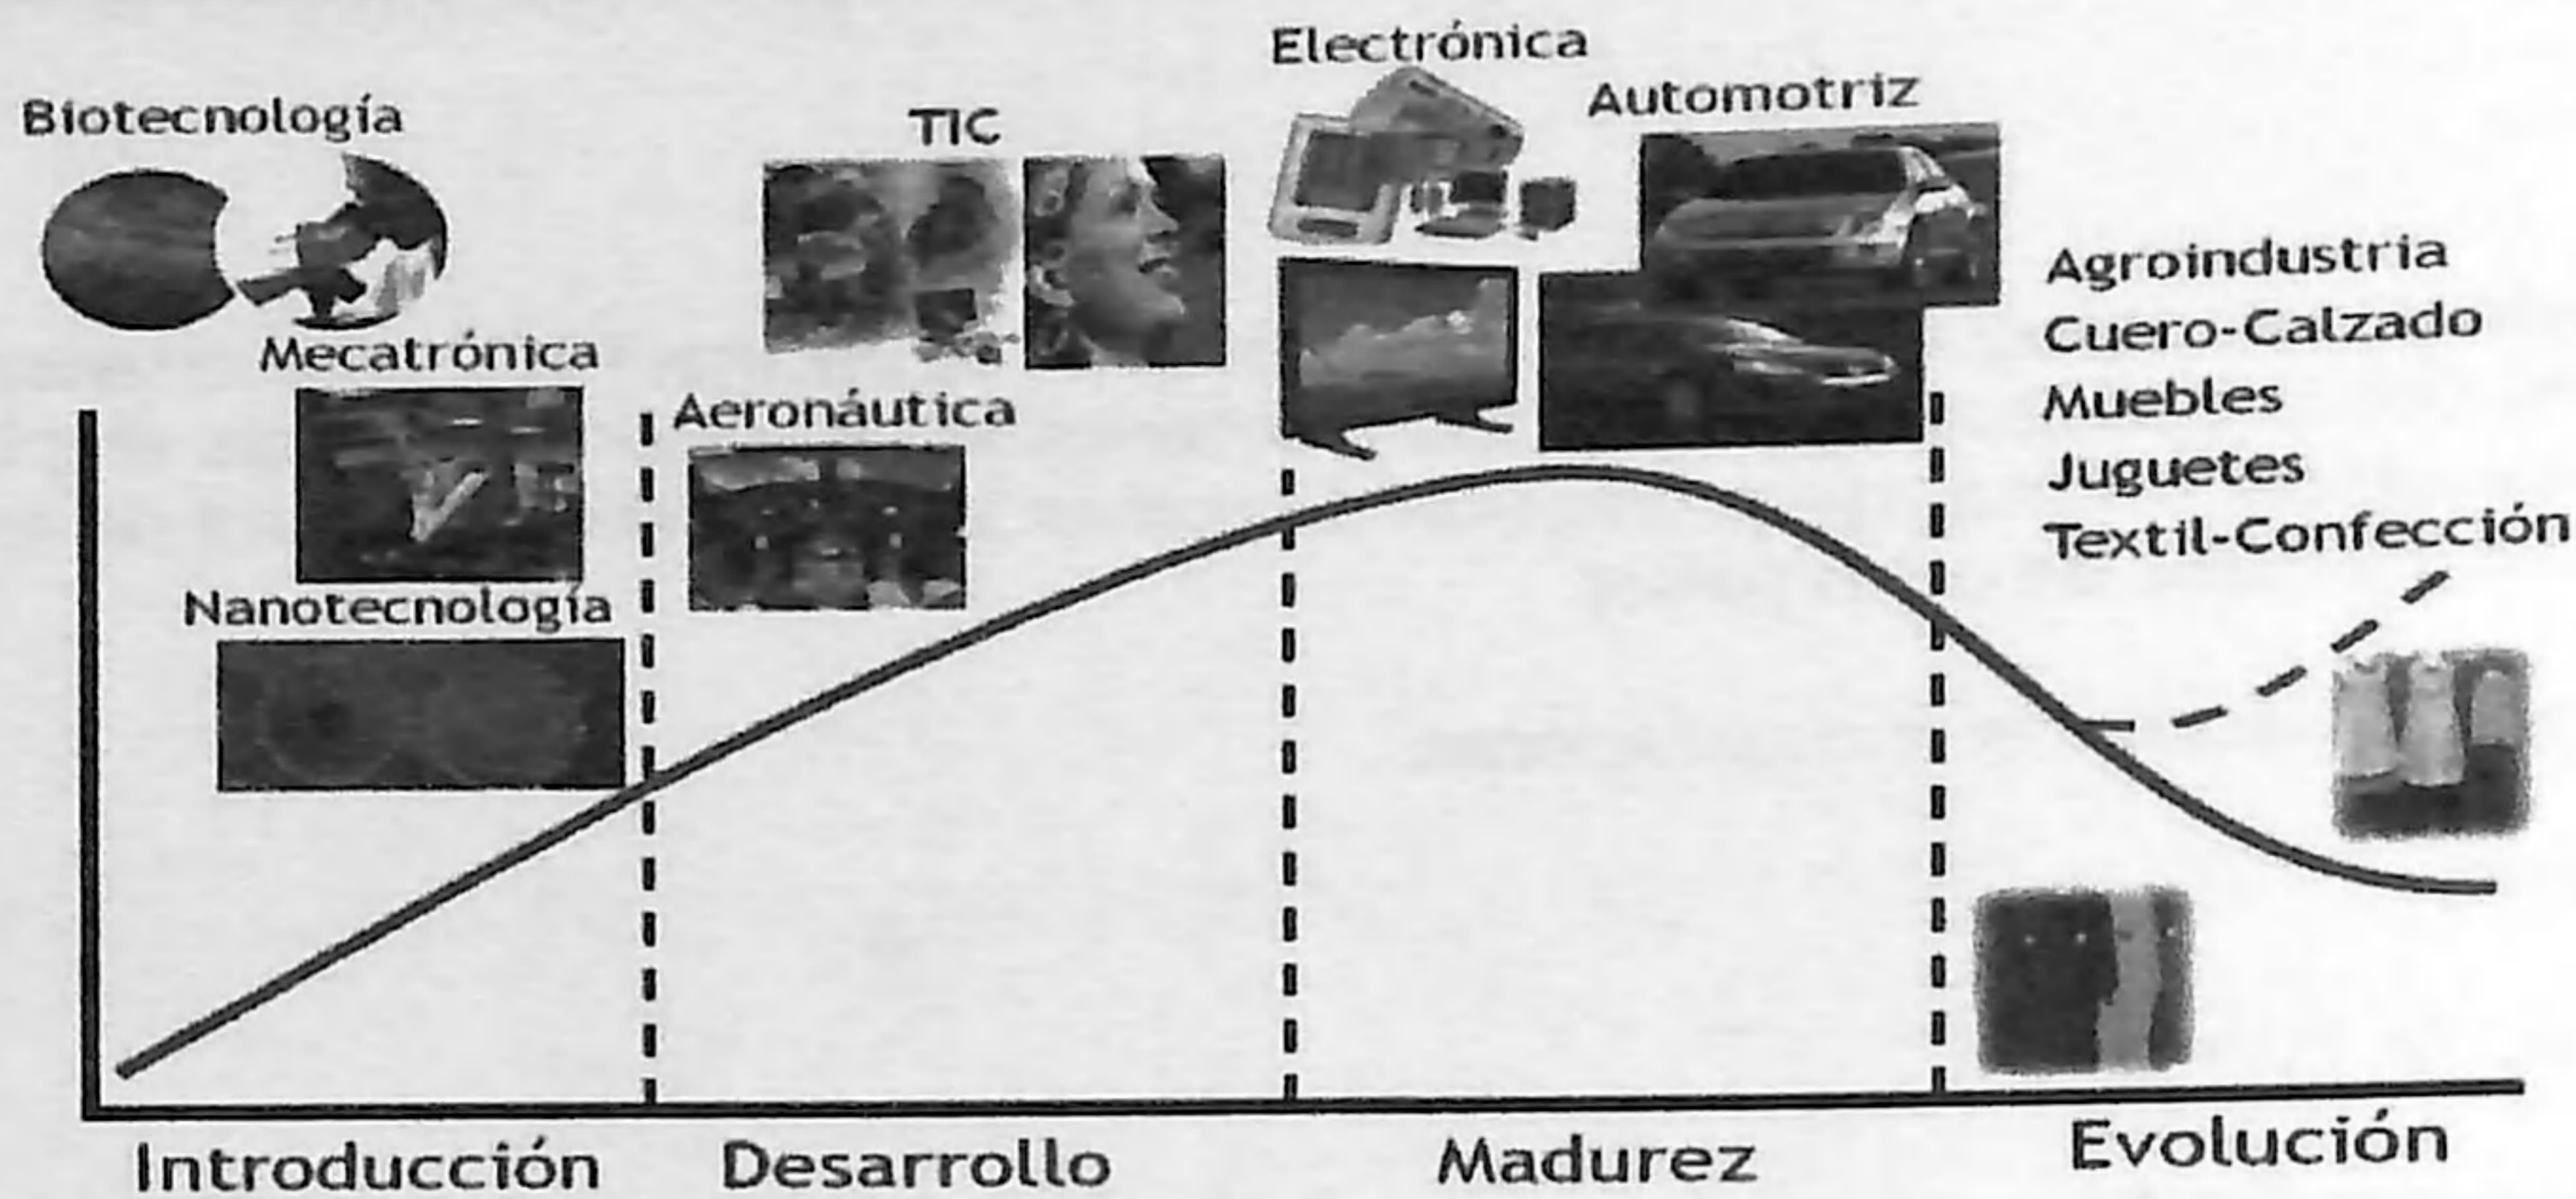 Biotecnología
Mecatrónica
Nanotecnología
Aeronáutica
TIC
Electrónica
Automotriz
Agroindustria
Cuero-Calzado
Muebles
Juguetes
Textil-Confección
Introducción
Desarrollo
Madurez
Evolución